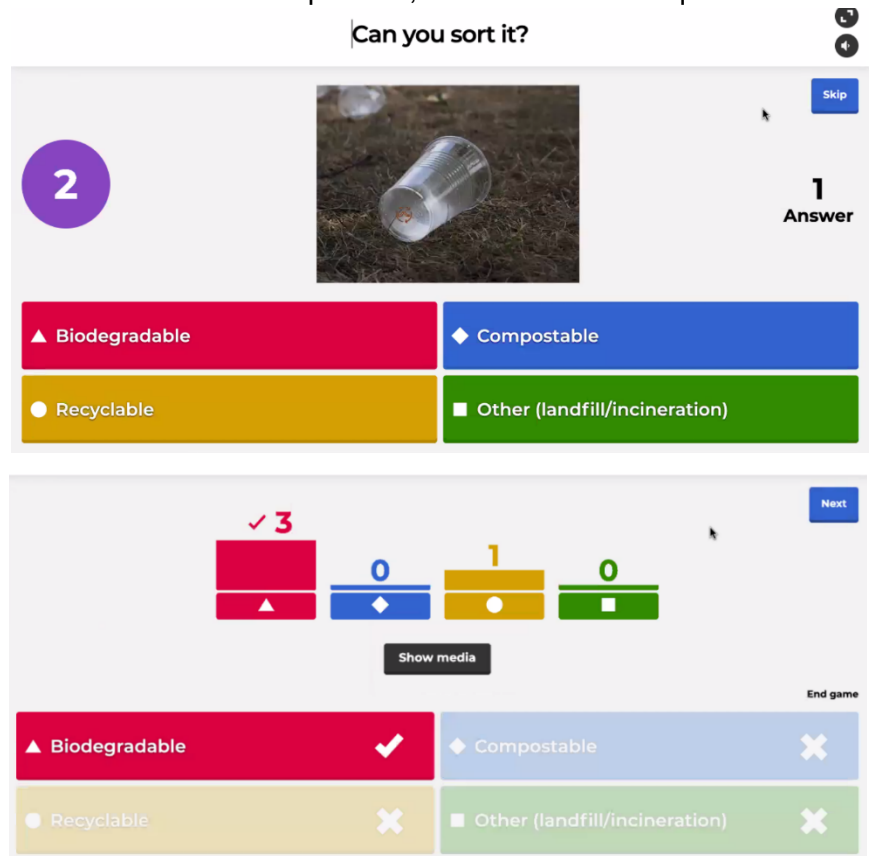 Can you sort it?
Skip
2
1
Answer
Biodegradable
Compostable
Recyclable
Other (landfill/incineration)
Next
3
0
1
0
Show media
End game
Biodegradable
Compostable
Recyclable
Other (landfill/incineration)